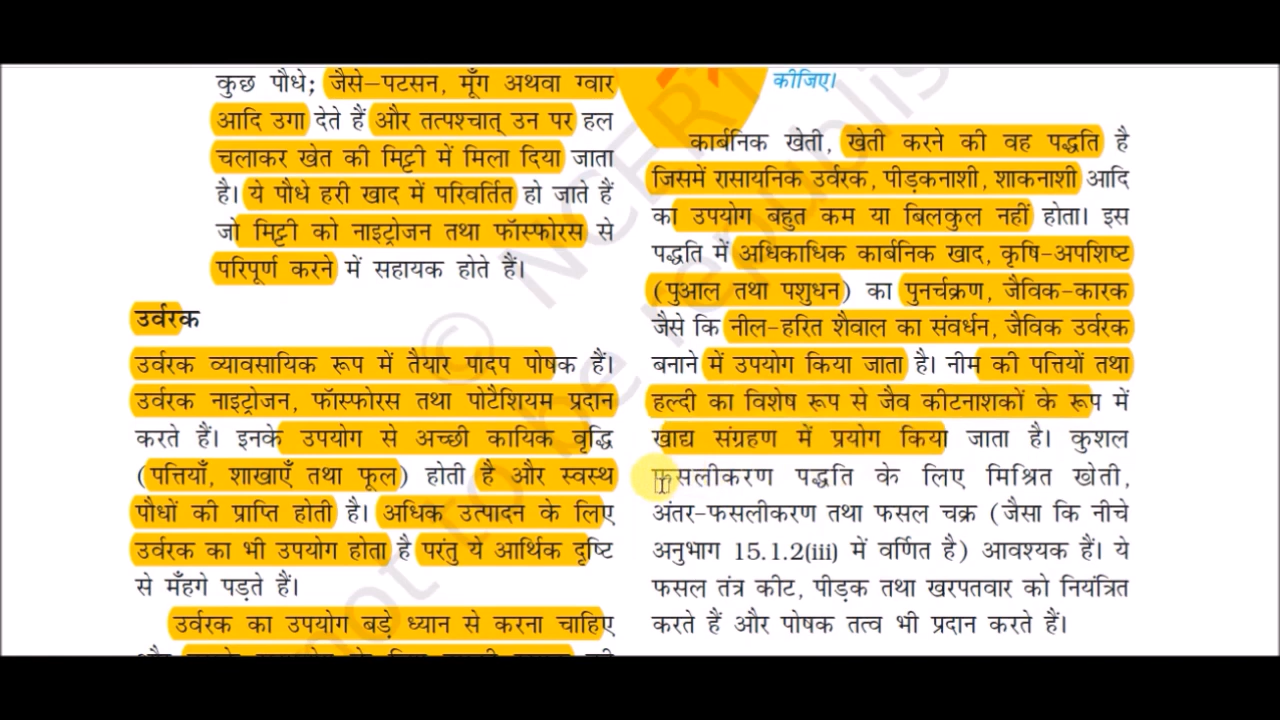 कुछ पौधे; जैसे–पटसन, मूँग अथवा ग्वार
आदि उगा देते हैं और तत्पश्चात् उन पर हल
चलाकर खेत की मिट्टी में मिला दिया जाता
है। ये पौधे हरी खाद में परिवर्तित हो जाते हैं
जो मिट्टी को नाइट्रोजन तथा फॉस्फोरस से
परिपूर्ण करने में सहायक होते हैं।
उर्वरक
उर्वरक व्यावसायिक रूप में तैयार पादप पोषक हैं।
उर्वरक नाइट्रोजन, फॉस्फोरस तथा पोटैशियम प्रदान
करते हैं। इनके उपयोग से अच्छी कायिक वृद्धि
(पत्तियाँ, शाखाएँ तथा फूल) होती है और स्वस्थ
पौधों की प्राप्ति होती है। अधिक उत्पादन के लिए
उर्वरक का भी उपयोग होता है परंतु ये आर्थिक दृष्टि
से मँहगे पड़ते हैं।
उर्वरक का उपयोग बड़े ध्यान से करना चाहिए
कीजिए।
कार्बनिक खेती, खेती करने की वह पद्धति है
जिसमें रासायनिक उर्वरक, पीड़कनाशी, शाकनाशी आदि
का उपयोग बहुत कम या बिलकुल नहीं होता। इस
पद्धति में अधिकाधिक कार्बनिक खाद, कृषि-अपशिष्ट
(पुआल तथा पशुधन) का पुनर्चक्रण, जैविक-कारक
जैसे कि नील-हरित शैवाल का संवर्धन, जैविक उर्वरक
बनाने में उपयोग किया जाता है। नीम की पत्तियों तथा
हल्दी का विशेष रूप से जैव कीटनाशकों के रूप में
खाद्य संग्रहण में प्रयोग किया जाता है। कुशल
फसलीकरण पद्धति के लिए मिश्रित खेती,
अंतर-फसलीकरण तथा फसल चक्र (जैसा कि नीचे
अनुभाग 15.1.2(iii) में वर्णित है) आवश्यक हैं। ये
फसल तंत्र कीट, पीड़क तथा खरपतवार को नियंत्रित
करते हैं और पोषक तत्व भी प्रदान करते हैं।
© NCERT
not to be republis